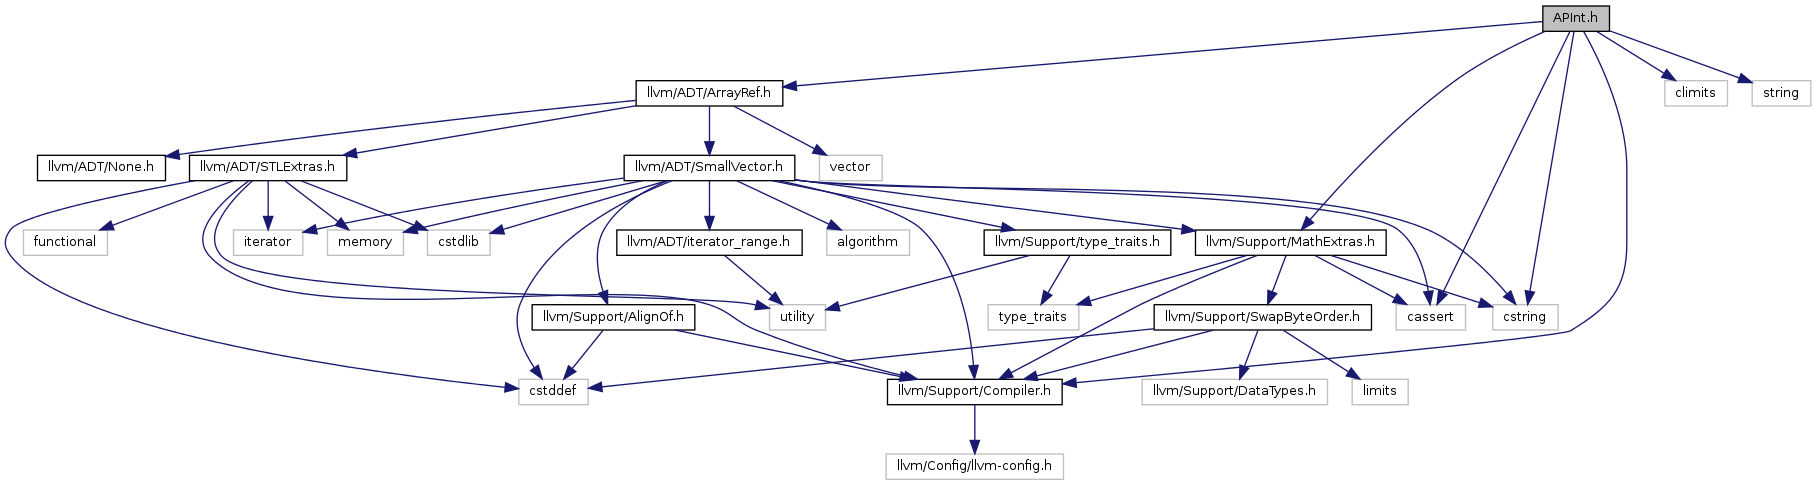 APInt.h
llvm/ADT/ArrayRef.h
climits
string
llvm/ADT/None.h
llvm/ADT/STLExtras.h
llvm/ADT/SmallVector.h
vector
functional
iterator
memory
cstdlib
llvm/ADT/iterator_range.h
algorithm
llvm/Support/type_traits.h
llvm/Support/MathExtras.h
llvm/Support/AlignOf.h
utility
type_traits
llvm/Support/SwapByteOrder.h
cassert
cstring
cstddef
llvm/Support/Compiler.h
llvm/Support/DataTypes.h
limits
llvm/Config/llvm-config.h